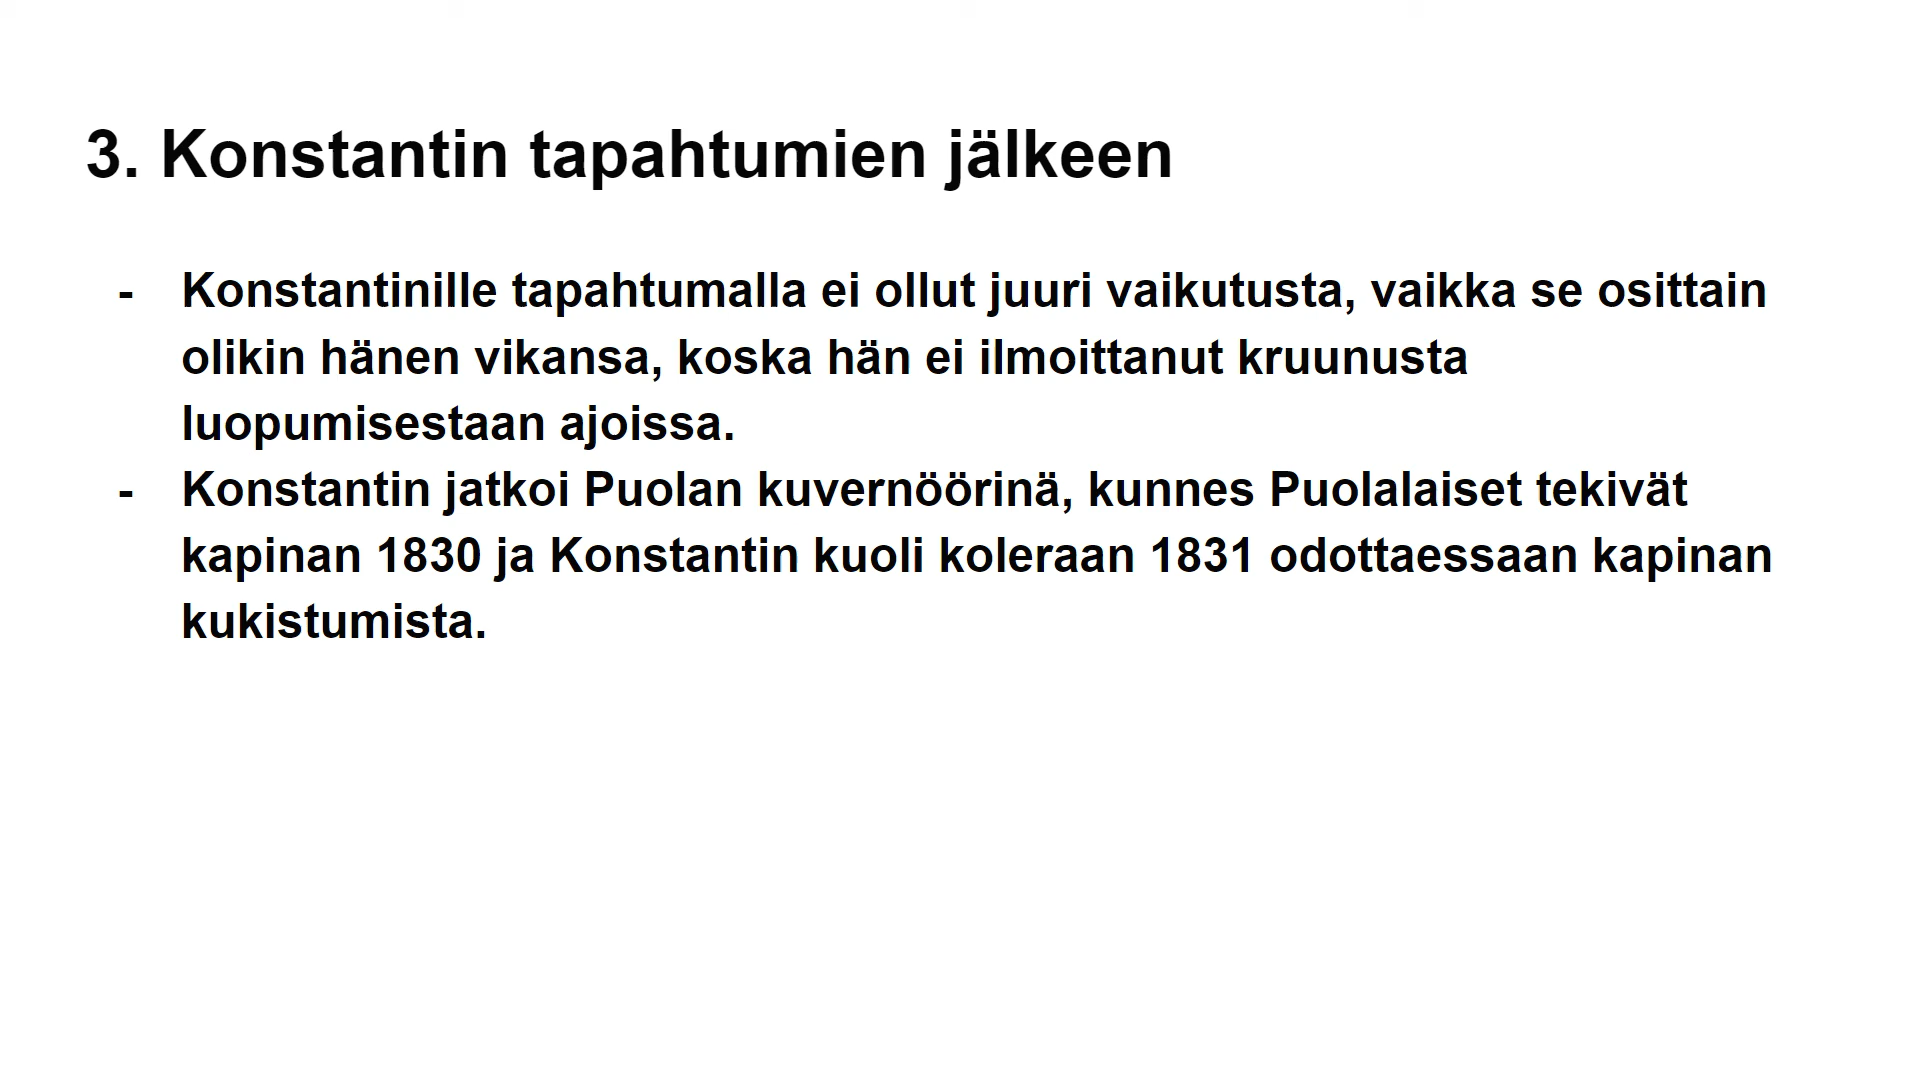 3. Konstantin tapahtumien jälkeen
- Konstantinille tapahtumalla ei ollut juuri vaikutusta, vaikka se osittain
olikin hänen vikansa, koska hän ei ilmoittanut kruunusta
luopumisestaan ajoissa.
- Konstantin jatkoi Puolan kuvernöörinä, kunnes Puolalaiset tekivät
kapinan 1830 ja Konstantin kuoli koleraan 1831 odottaessaan kapinan
kukistumista.